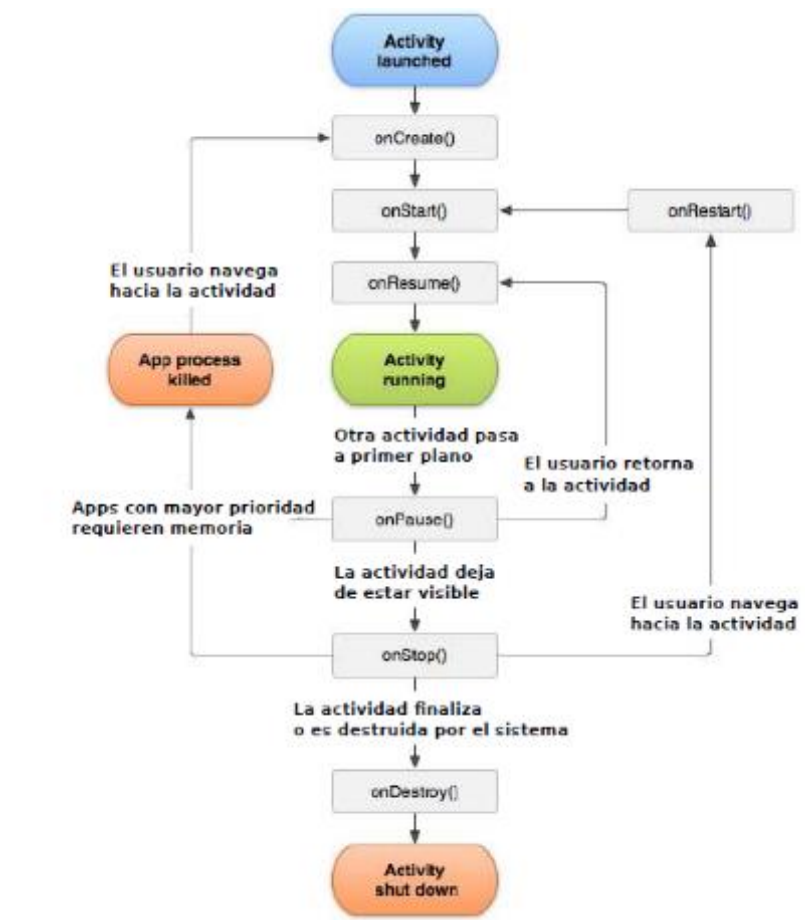 Activity
launched
onCreate()
onStart()
onRestart()
El usuario navega
hacia la actividad
onResume()
App process
killed
Activity
running
Otra actividad pasa
a primer plano
El usuario retorna
a la actividad
Apps con mayor prioridad
requieren memoria
onPause()
La actividad deja
de estar visible
El usuario navega
hacia la actividad
onStop()
La actividad finaliza
o es destruida por el sistema
onDestroy()
Activity
shut down